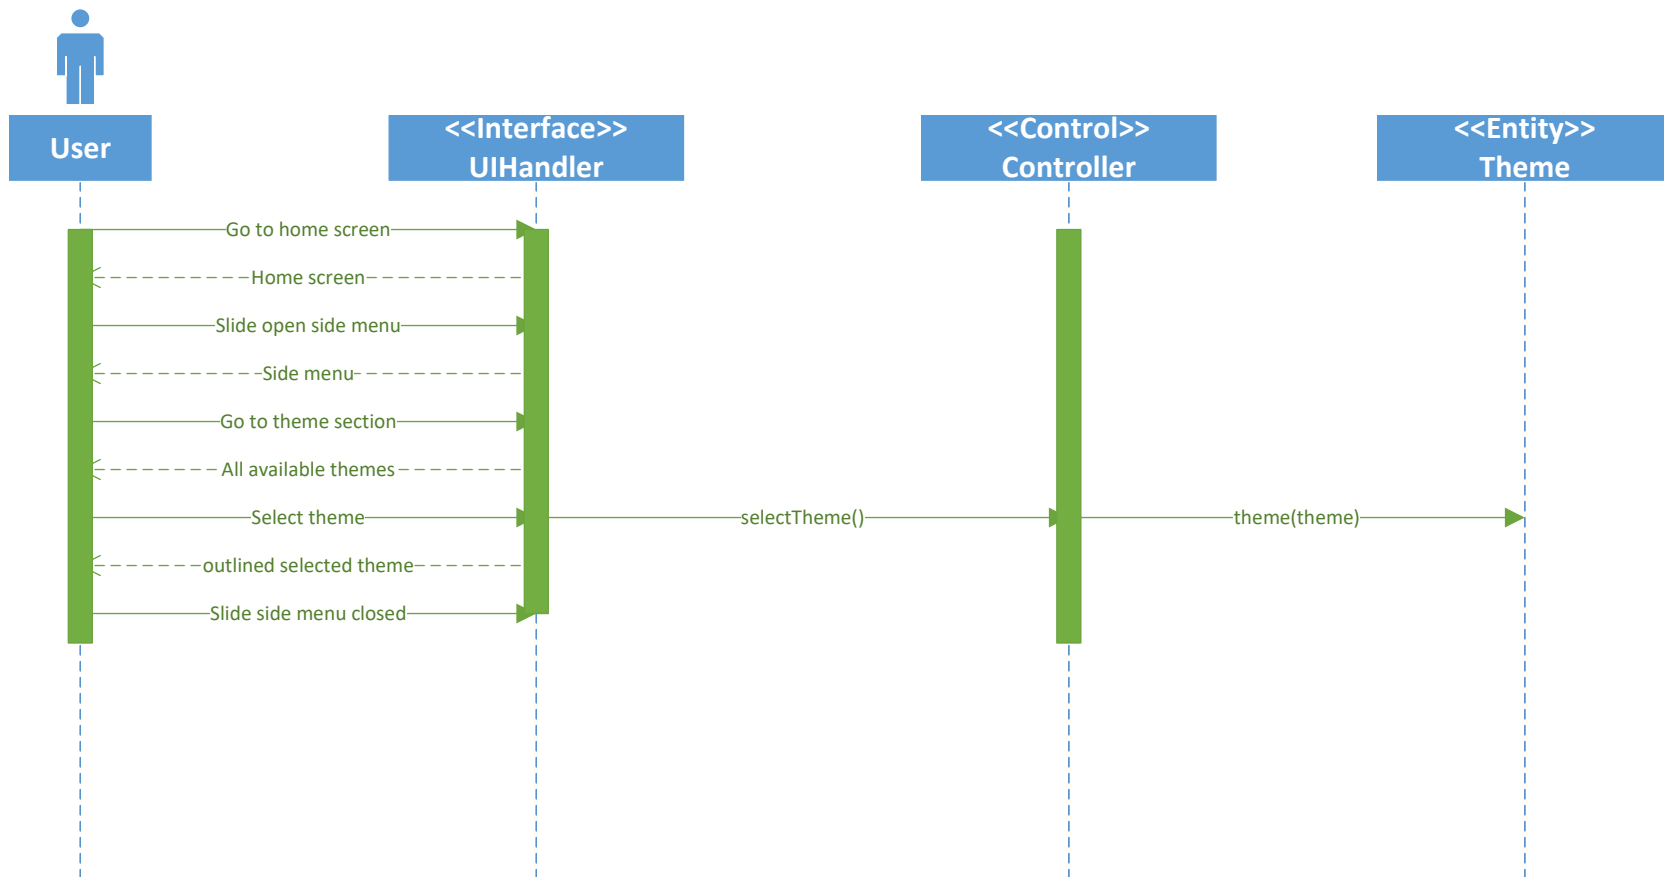 User
<<Interface>>
UIHandler
<<Control>>
Controller
<<Entity>>
Theme
Go to home screen
Home screen
Slide open side menu
Side menu
Go to theme section
All available themes
Select theme
selectTheme()
theme(theme)
outlined selected theme
Slide side menu closed